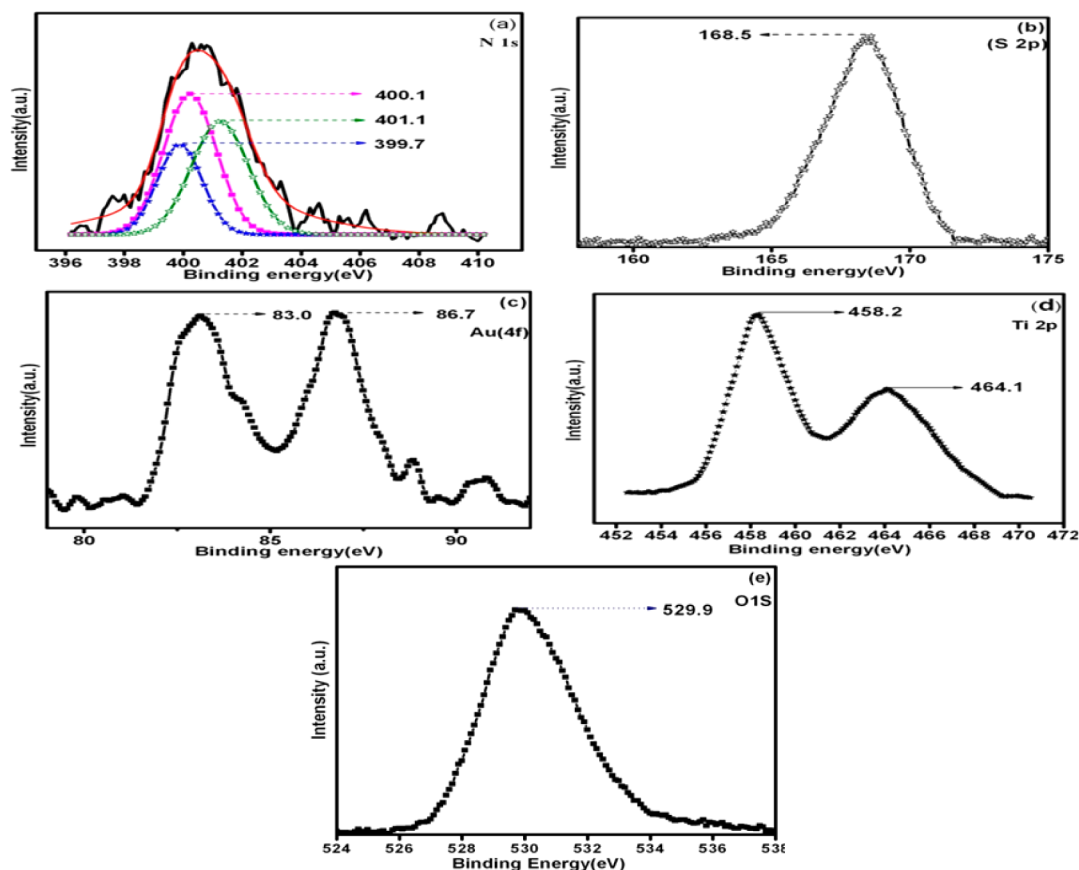 (a)
N 1s
400.1
401.1
399.7
Intensity(a.u.)
396 398 400 402 404 406 408 410
Binding energy(eV)
(b)
(S 2p)
168.5
Intensity(a.u.)
160 165 170 175
Binding energy(eV)
(c)
Au(4f)
83.0
86.7
Intensity(a.u.)
80 85 90
Binding energy(eV)
(d)
Ti 2p
458.2
464.1
Intensity(a.u.)
452 454 456 458 460 462 464 466 468 470 472
Binding energy(eV)
(e)
O1S
529.9
Intensity (a.u.)
524 526 528 530 532 534 536 538
Binding Energy(eV)